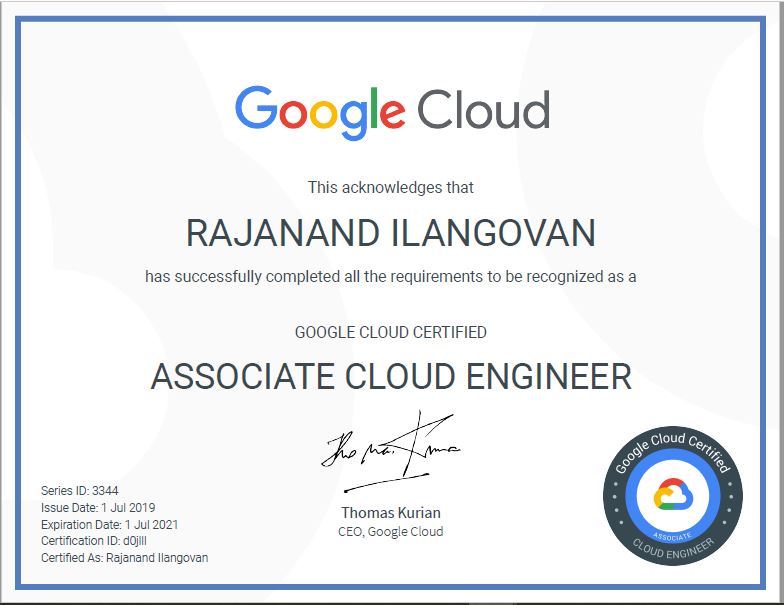 Google Cloud
This acknowledges that
RAJANAND ILANGOVAN
has successfully completed all the requirements to be recognized as a
GOOGLE CLOUD CERTIFIED
ASSOCIATE CLOUD ENGINEER
Thomas Kurian
Series ID: 3344
Issue Date: 1 Jul 2019
Expiration Date: 1 Jul 2021
Certification ID: d0jlll
Certified As: Rajanand Ilangovan
Thomas Kurian
CEO, Google Cloud
Google Cloud Certified
ASSOCIATE
CLOUD ENGINEER